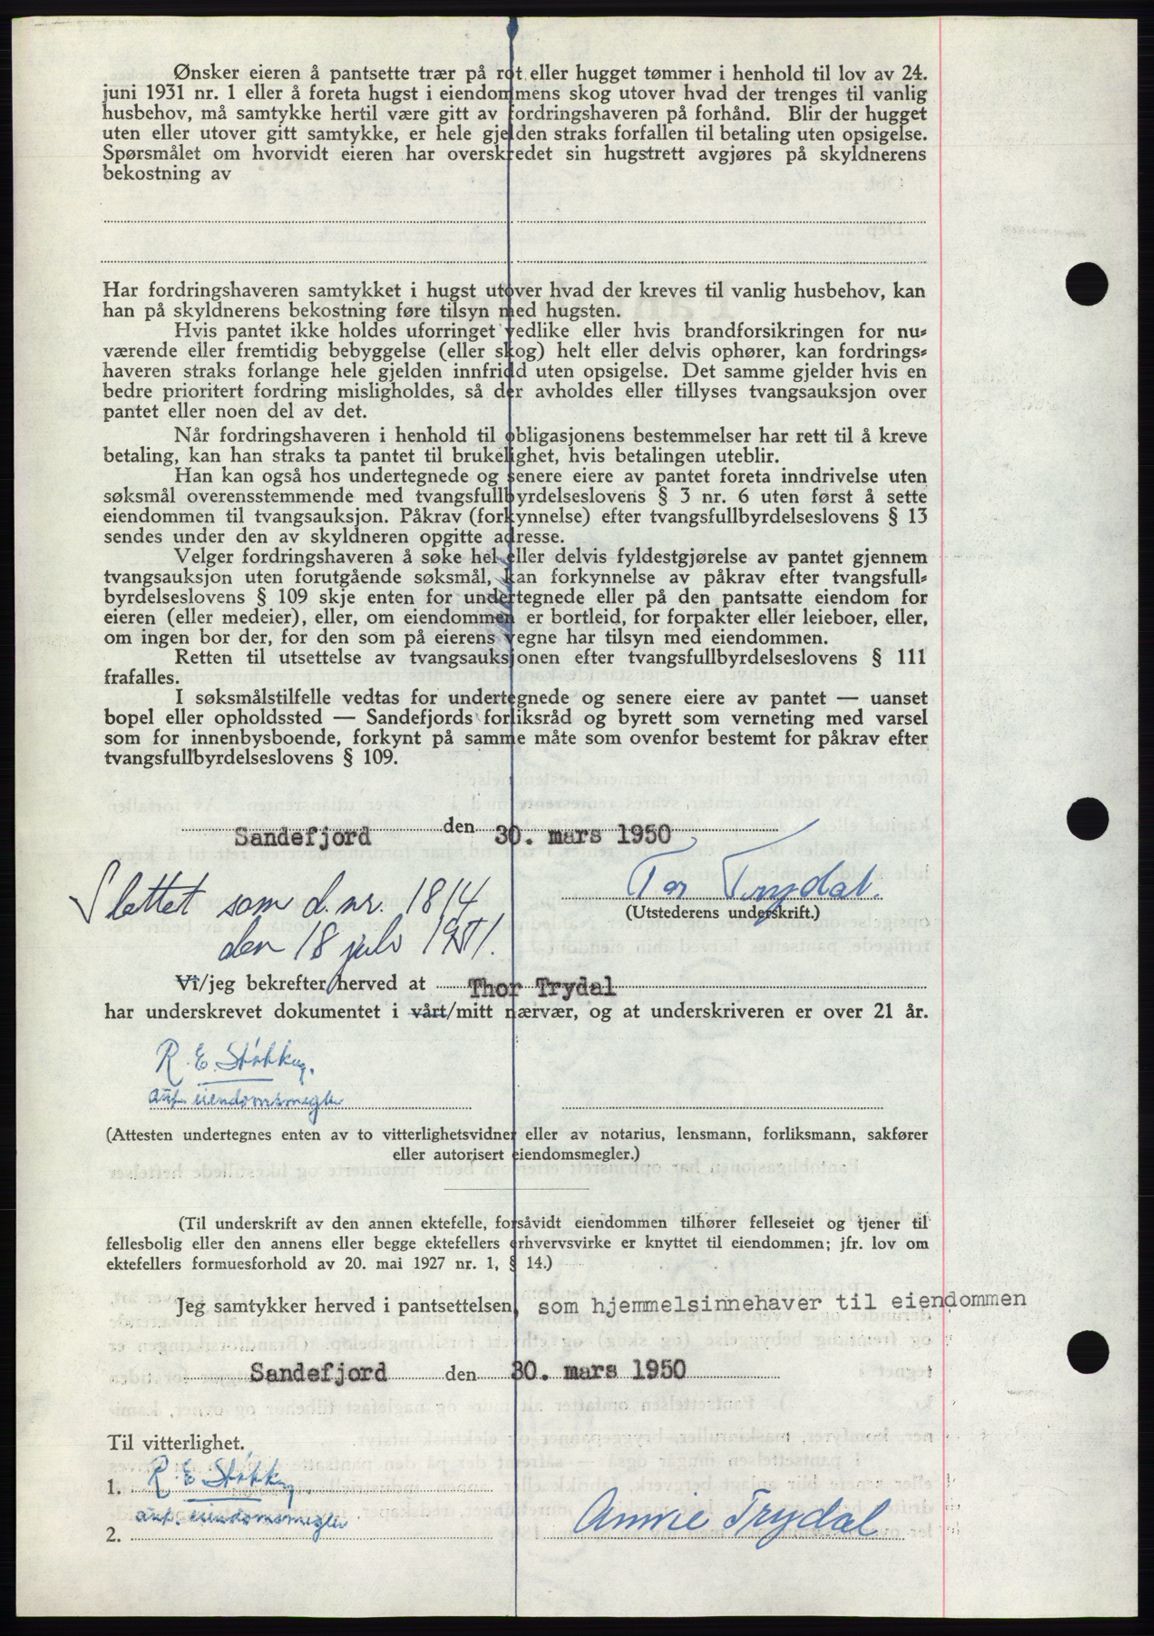 Ønsker eieren å pantsette trær på rot eller hugget tømmer i henhold til lov av 24.
juni 1931 nr. 1 eller å foreta hugst i eiendommens skog utover hvad der trenges til vanlig
husbehov, må samtykke hertil være gitt av fordringshaveren på forhånd. Blir der hugget
uten eller utover gitt samtykke, er hele gjelden straks forfallen til betaling uten opsigelse.
Spørsmålet om hvorvidt eieren har overskredet sin hugstrett avgjøres på skyldnerens
bekostning av
Har fordringshaveren samtykket i hugst utover hvad der kreves til vanlig husbehov, kan
han på skyldnerens bekostning føre tilsyn med hugsten.
Hvis pantet ikke holdes uforringet vedlike eller hvis brandforsikringen for nu-
værende eller fremtidig bebyggelse (eller skog) helt eller delvis ophører, kan fordrings-
haveren straks forlange hele gjelden innfridd uten opsigelse. Det samme gjelder hvis en
bedre prioritert fordring misligholdes, så der avholdes eller tillyses tvangsauksjon over
pantet eller noen del av det.
Når fordringshaveren i henhold til obligasjonens bestemmelser har rett til å kreve
betaling, kan han straks ta pantet til brukelighet, hvis betalingen uteblir.
Han kan også hos undertegnede og senere eiere av pantet foreta inndrivelse uten
søksmål overensstemmende med tvangsfullbyrdelseslovens § 3 nr. 6 uten først å sette
eiendommen til tvangsauksjon. Påkrav (forkynnelse) efter tvangsfullbyrdelseslovens § 13
sendes under den av skyldneren opgitte adresse.
Velger fordringshaveren å søke hel eller delvis fyldestgjørelse av pantet gjennem
tvangsauksjon uten forutgående søksmål, kan forkynnelse av påkrav efter tvangsfull-
byrdelseslovens § 109 skje enten for undertegnede eller på den pantsatte eiendom for
eieren (eller medeier), eller, om eiendommen er bortleid, for forpakter eller leieboer, eller,
om ingen bor der, for den som på eierens vegne har tilsyn med eiendommen.
Retten til utsettelse av tvangsauksjonen efter tvangsfullbyrdelseslovens § 111
frafalles.
I søksmålstilfelle vedtas for undertegnede og senere eiere av pantet — uanset
bopel eller opholdssted — Sandefjords forliksråd og byrett som verneting med varsel
som for innenbysboende, forkynt på samme måte som ovenfor bestemt for påkrav efter
tvangsfullbyrdelseslovens § 109.
Sandefjord den 30. mars 1950
Tor Trydal.
(Utstederens underskrift.)
Slettet som d.nr. 1814
den 18 juli 1951.
Vi/jeg bekrefter herved at Thor Trydal
har underskrevet dokumentet i vårt/mitt nærvær, og at underskriveren er over 21 år.
R. E. Støkken.
aut. eiendomsmegler
(Attesten undertegnes enten av to vitterlighetsvidner eller av notarius, lensmann, forliksmann, sakfører
eller autorisert eiendomsmegler.)
(Til underskrift av den annen ektefelle, forsåvidt eiendommen tilhører felleseiet og tjener til
fellesbolig eller den annens eller begge ektefellers erhvervsvirke er knyttet til eiendommen; jfr. lov om
ektefellers formuesforhold av 20. mai 1927 nr. 1, § 14.)
Jeg samtykker herved i pantsettelsen, som hjemmelsinnehaver til eiendommen
Sandefjord den 30. mars 1950
Til vitterlighet.
1. R. E. Støkken
aut. eiendomsmegler
2.
Annie Trydal